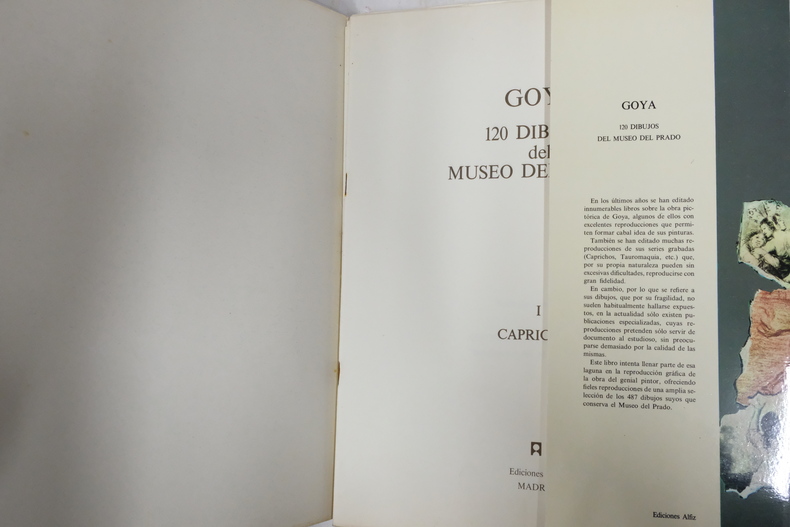 GOY
120 DIB
del
MUSEO DE
I
CAPRIC
Ediciones
MADR
GOYA
120 DIBUJOS
DEL MUSEO DEL PRADO
En los últimos años se han editado
innumerables libros sobre la obra pic-
tórica de Goya, algunos de ellos con
excelentes reproducciones que permi-
ten formar cabal idea de sus pinturas.
También se han editado muchas re-
producciones de sus series grabadas
(Caprichos, Tauromaquia, etc.) que,
por su propia naturaleza pueden sin
excesivas dificultades, reproducirse con
gran fidelidad.
En cambio, por lo que se refiere a
sus dibujos, que por su fragilidad, no
suelen habitualmente hallarse expues-
tos, en la actualidad sólo existen pu-
blicaciones especializadas, cuyas re-
producciones pretenden sólo servir de
documento al estudioso, sin preocu-
parse demasiado por la calidad de las
mismas.
Este libro intenta llenar parte de esa
laguna en la reproducción gráfica de
la obra del genial pintor, ofreciendo
fieles reproducciones de una amplia se-
lección de los 487 dibujos suyos que
conserva el Museo del Prado.
Ediciones Alfiz